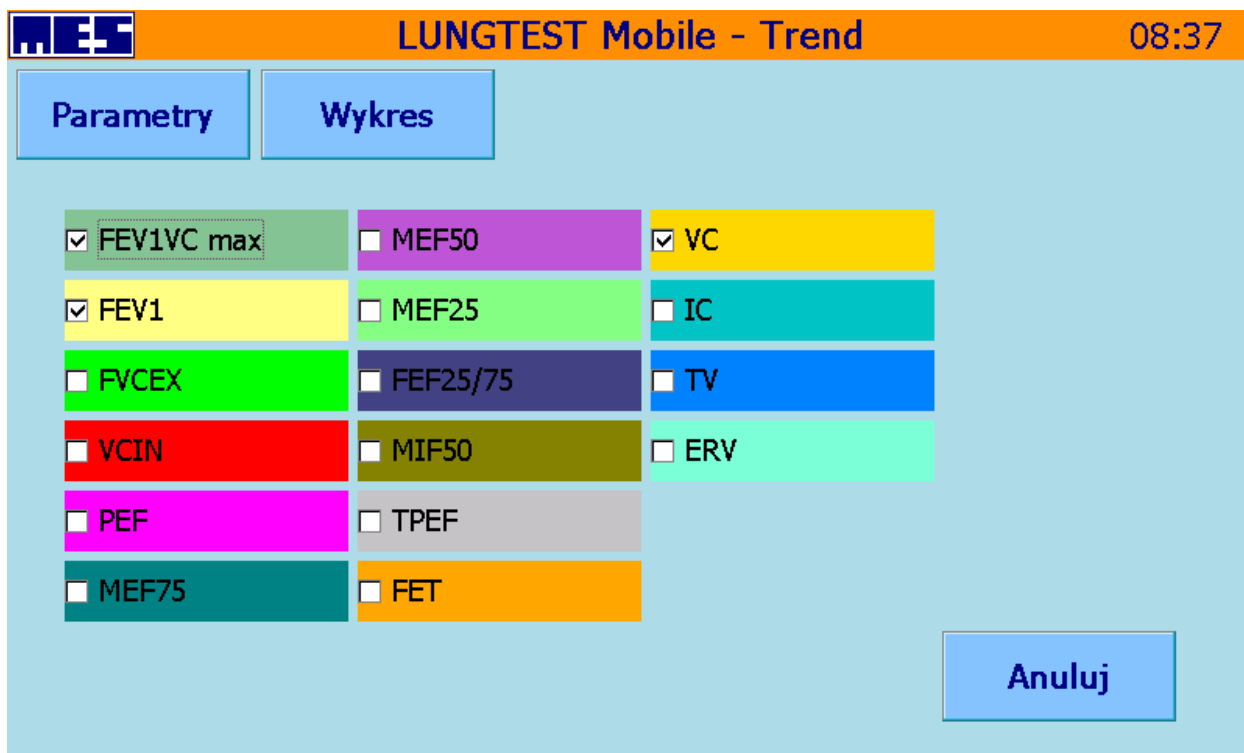 MES LUNGTEST Mobile - Trend 08:37
Parametry Wykres
FEV1VC max MEF50 VC
FEV1 MEF25 IC
FVCEX FEF25/75 TV
VCIN MIF50 ERV
PEF TPEF
MEF75 FET
Anuluj